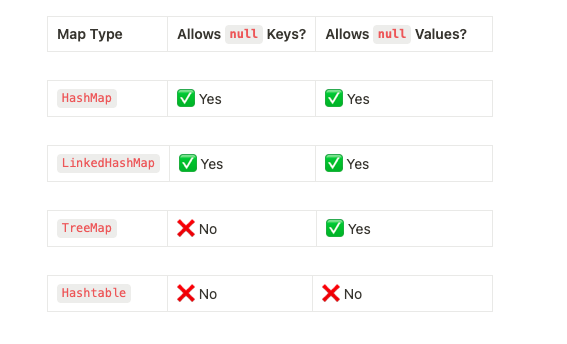 Map Type Allows null Keys? Allows null Values?
HashMap ✅ Yes ✅ Yes
LinkedHashMap ✅ Yes ✅ Yes
TreeMap ❌ No ✅ Yes
Hashtable ❌ No ❌ No